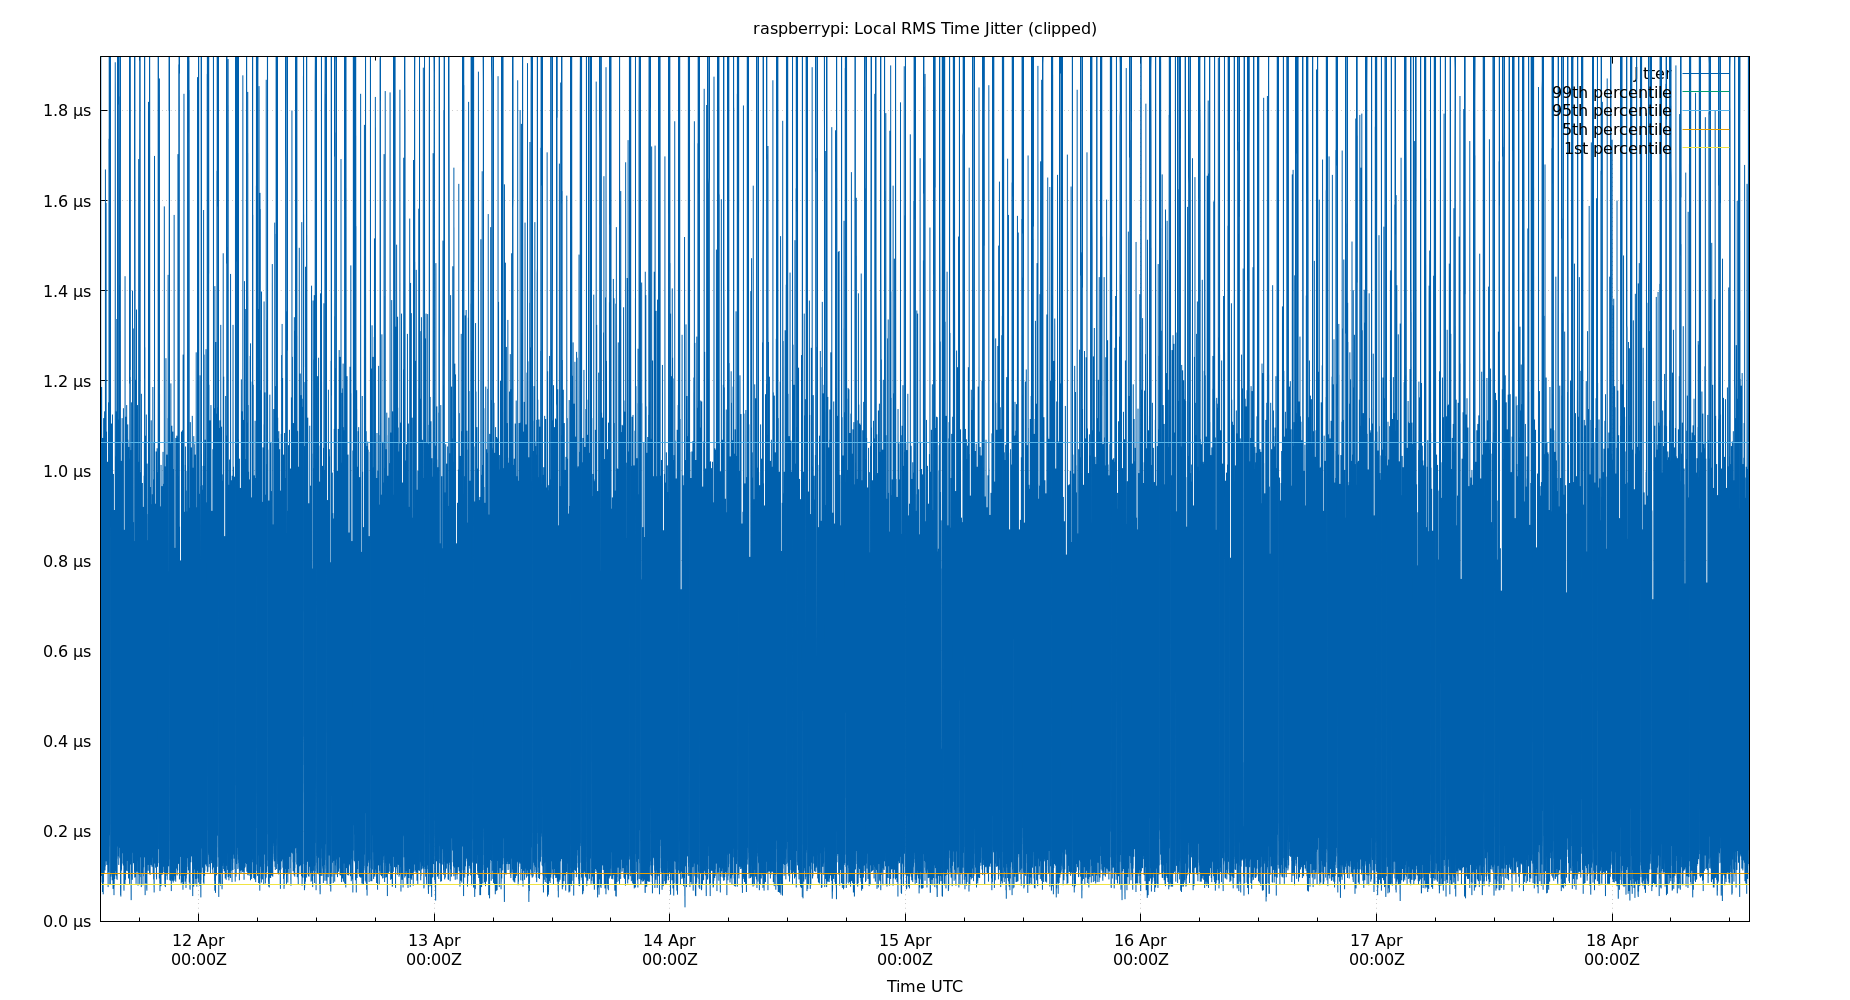 raspberrypi: Local RMS Time Jitter (clipped)
jitter
99th percentile
95th percentile
5th percentile
1st percentile
1.8 μs
1.6 μs
1.4 μs
1.2 μs
1.0 μs
0.8 μs
0.6 μs
0.4 μs
0.2 μs
0.0 μs
12 Apr 13 Apr 14 Apr 15 Apr 16 Apr 17 Apr 18 Apr
00:00Z 00:00Z 00:00Z 00:00Z 00:00Z 00:00Z 00:00Z
Time UTC